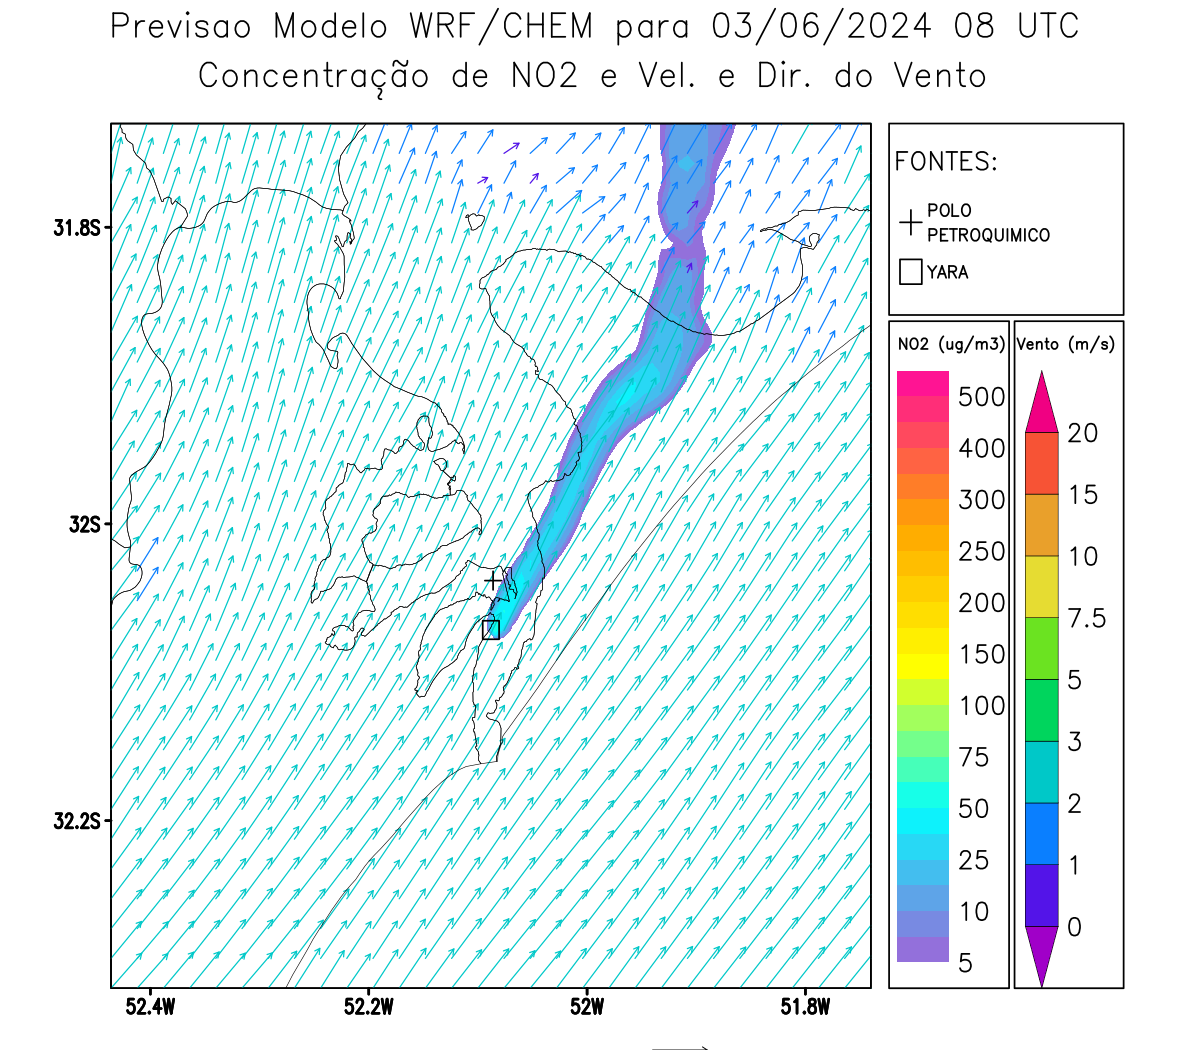 Previsao Modelo WRF/CHEM para 03/06/2024 08 UTC
Concentração de NO2 e Vel. e Dir. do Vento
FONTES:
POLO
PETROQUIMICO
YARA
31.8S
32S
32.2S
52.4W
52.2W
52W
51.8W
NO2 (ug/m3)
500
400
300
250
200
150
100
75
50
25
10
5
Vento (m/s)
20
15
10
7.5
5
3
2
1
0